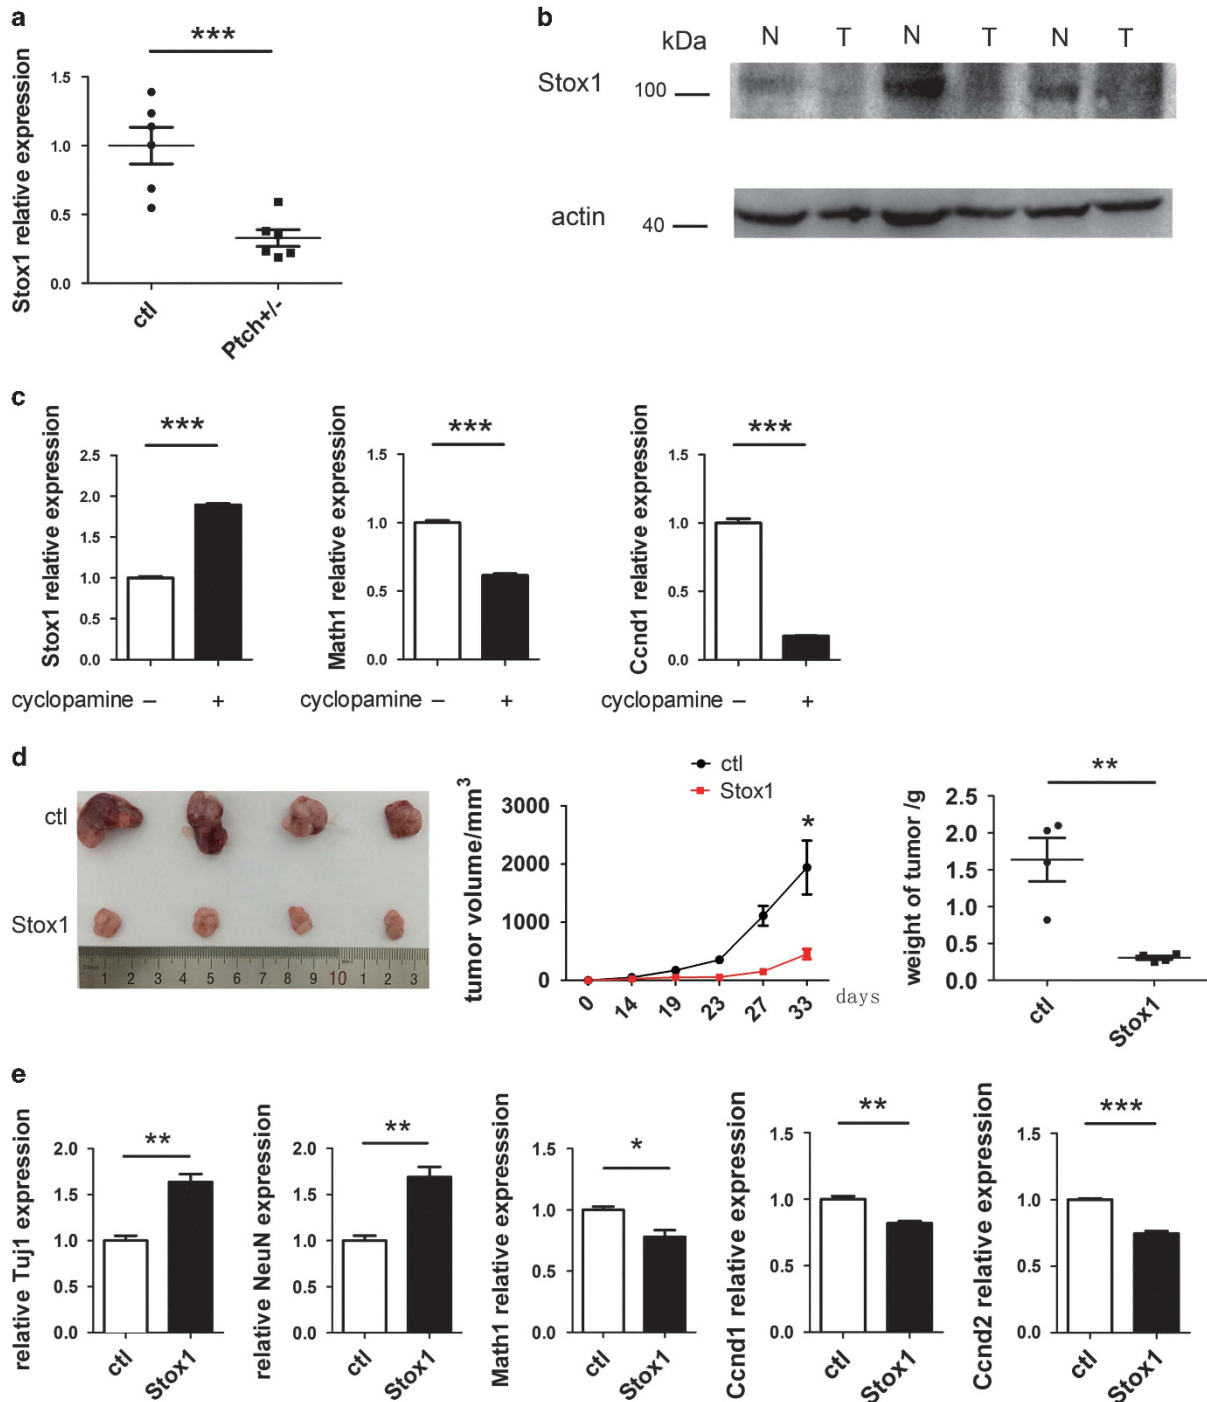 a
***
Stox1 relative expression
1.5
1.0
0.5
0.0
ctl
Ptch+/-
b
kDa N T N T N T
Stox1
100
actin
40
c
***
Stox1 relative expression
2.5
2.0
1.5
1.0
0.5
0.0
cyclopamine – +
***
Math1 relative expression
1.5
1.0
0.5
0.0
cyclopamine – +
***
Ccnd1 relative expression
1.5
1.0
0.5
0.0
cyclopamine – +
d
ctl
Stox1
1 2 3 4 5 6 7 8 9 10 1 2 3
ctl
Stox1
tumor volume/mm³
3000
2000
1000
0
*
0 14 19 23 27 33 days
**
weight of tumor /g
2.5
2.0
1.5
1.0
0.5
0.0
ctl
Stox1
e
**
relative Tuj1 expression
2.0
1.5
1.0
0.5
0.0
ctl
Stox1
**
relative NeuN expression
2.0
1.5
1.0
0.5
0.0
ctl
Stox1
*
Math1 relative expression
1.5
1.0
0.5
0.0
ctl
Stox1
**
Ccnd1 relative expression
1.5
1.0
0.5
0.0
ctl
Stox1
***
Ccnd2 relative expression
1.5
1.0
0.5
0.0
ctl
Stox1